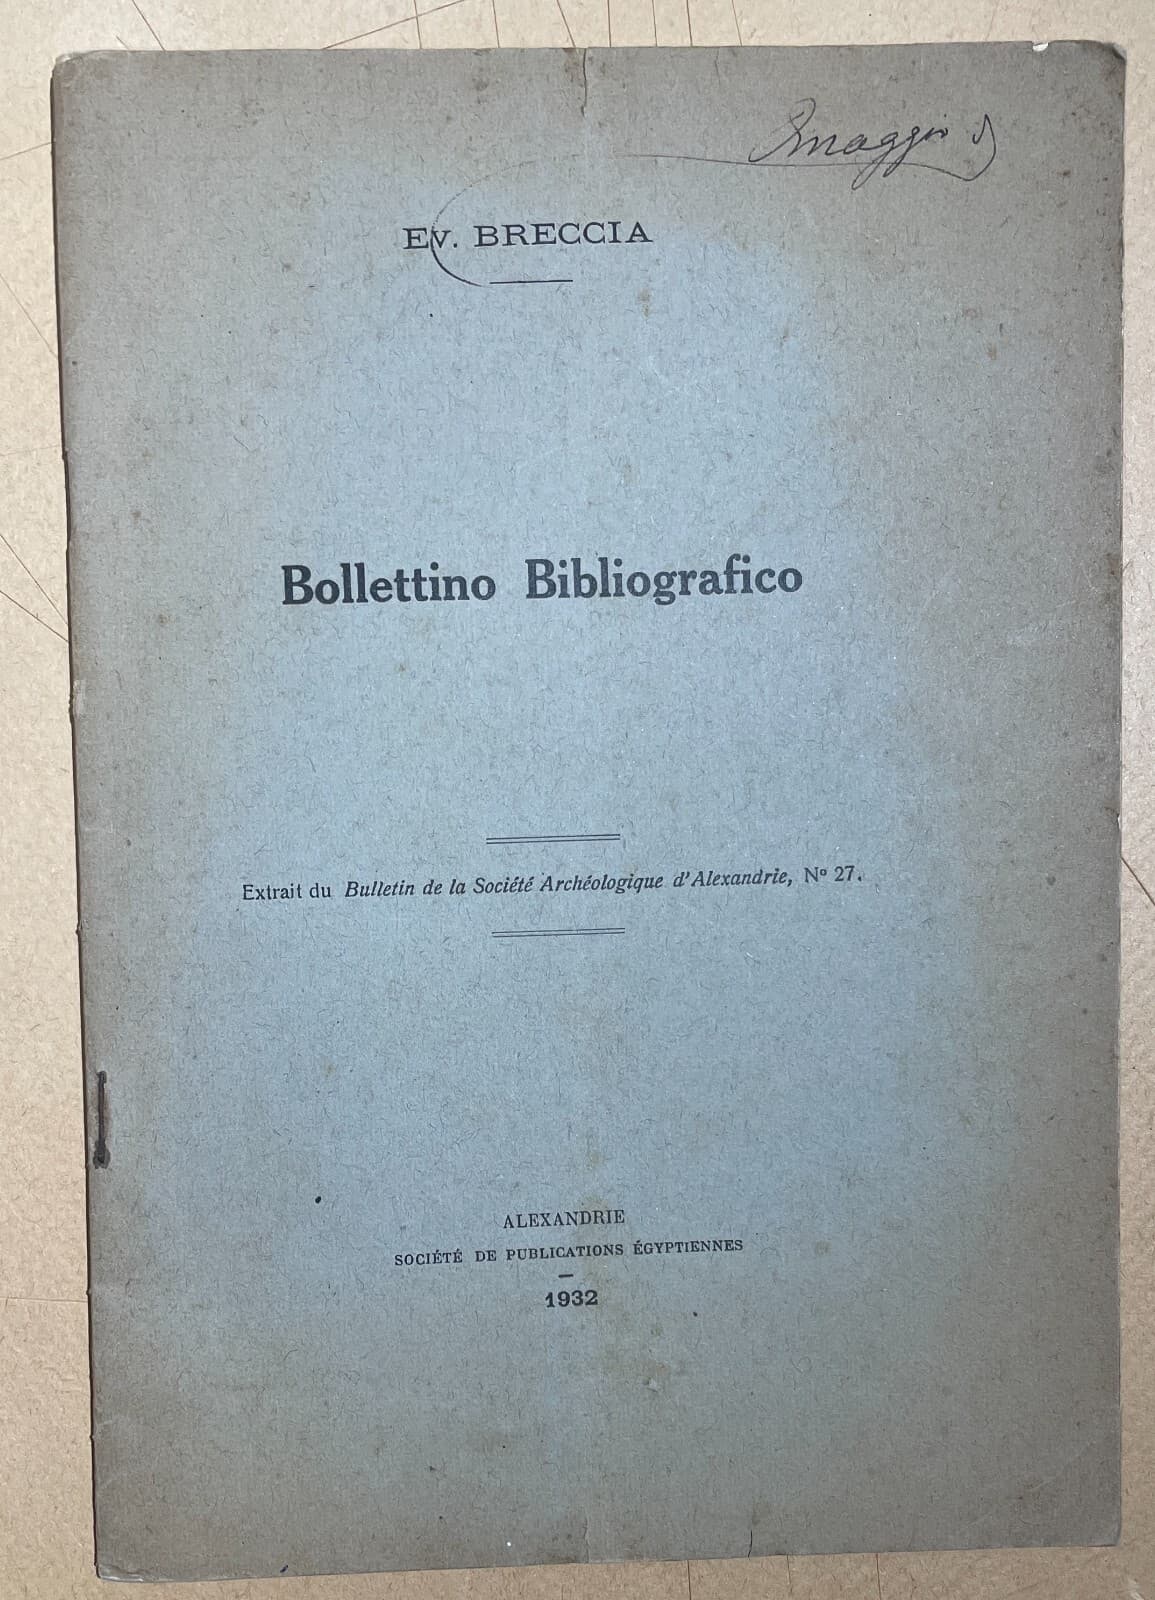 Omaggio
Ev. BRECCIA
Bollettino Bibliografico
Extrait du Bulletin de la Société Archéologique d'Alexandrie, Nº 27.
ALEXANDRIE
SOCIÉTÉ DE PUBLICATIONS ÉGYPTIENNES
1932